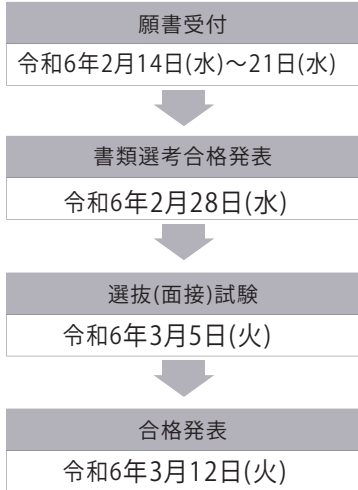 願書受付
令和6年2月14日(水)～21日(水)
書類選考合格発表
令和6年2月28日(水)
選抜(面接)試験
令和6年3月5日(火)
合格発表
令和6年3月12日(火)